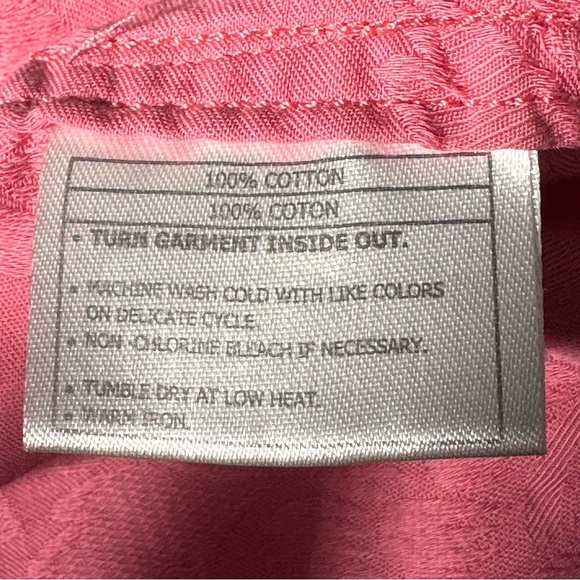 100% COTTON
100% COTON
• TURN GARMENT INSIDE OUT.
• MACHINE WASH COLD WITH LIKE COLORS
ON DELICATE CYCLE.
• NON-CHLORINE BLEACH IF NECESSARY.
• TUMBLE DRY AT LOW HEAT.
• WARM IRON.